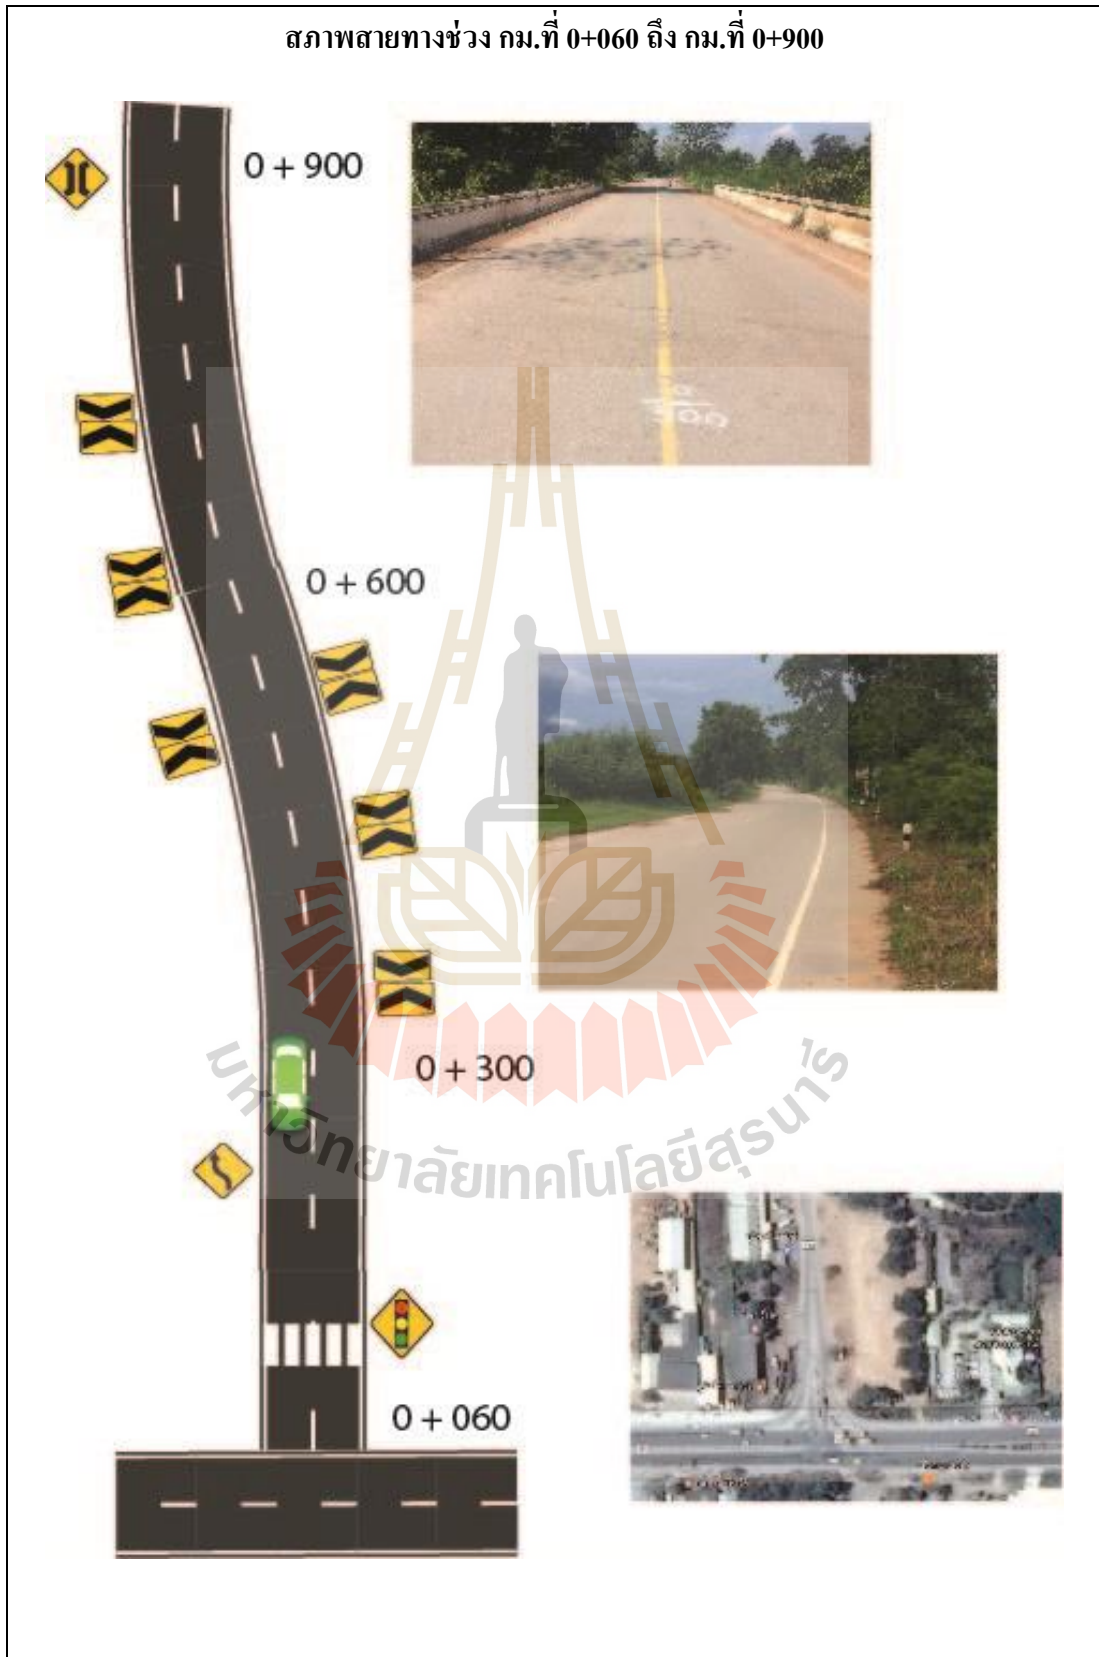 สภาพสายทางช่วง กม.ที่ 0+060 ถึง กม.ที่ 0+900
0 + 900
0 + 600
0 + 300
0 + 060
มหาวิทยาลัยเทคโนโลยีสุรนารี